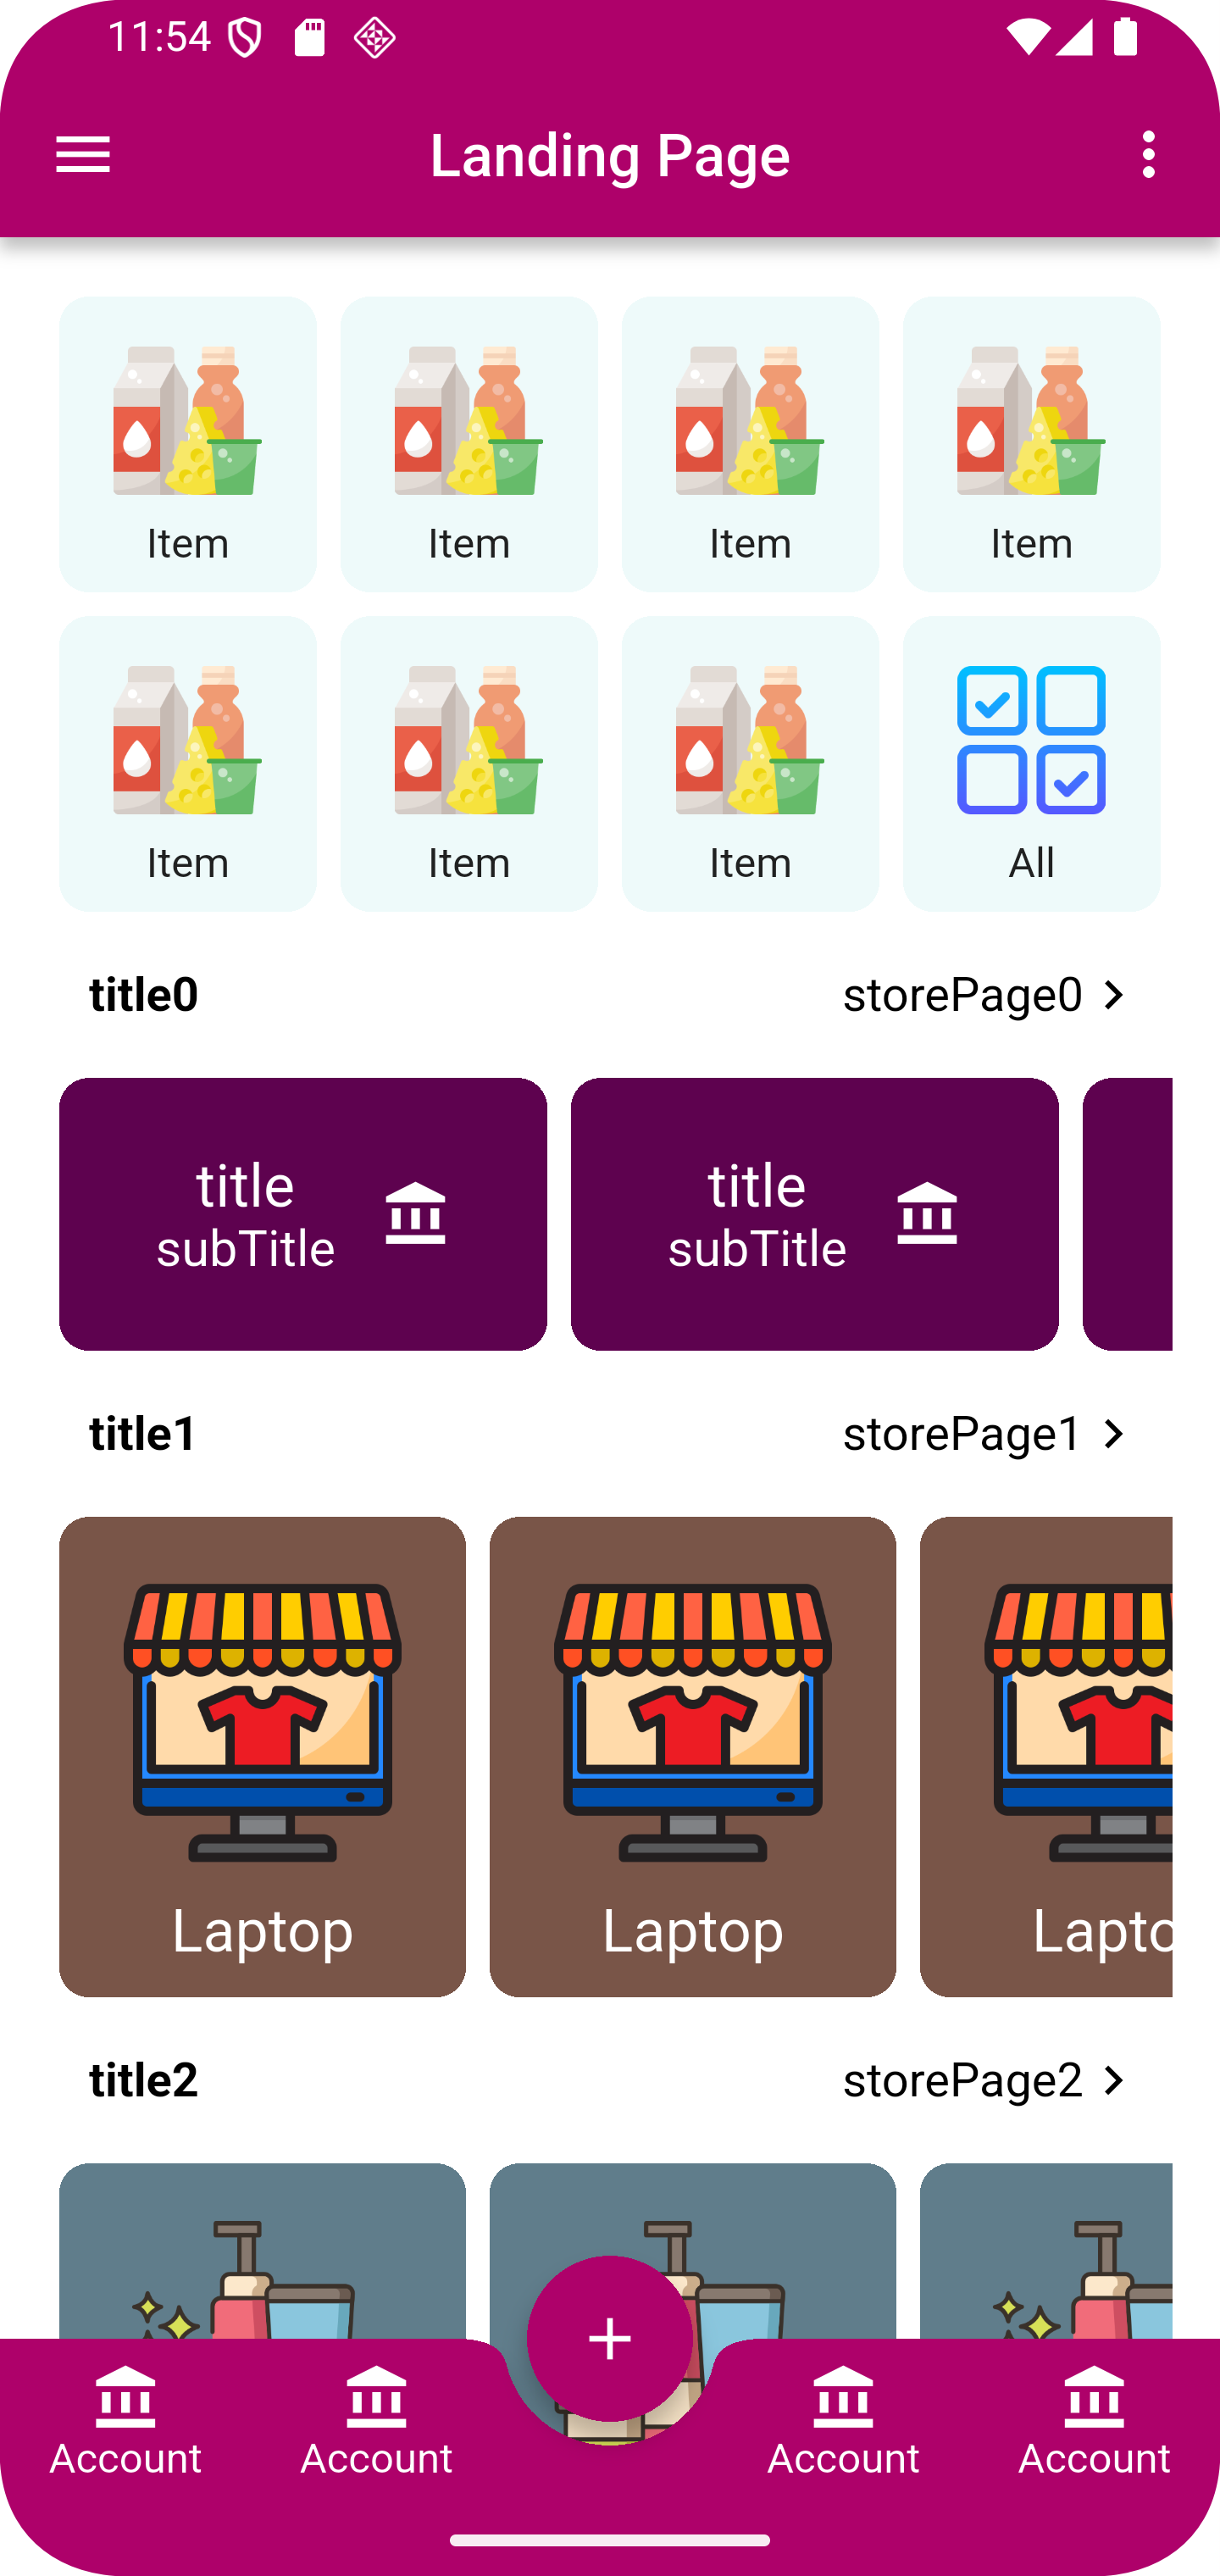 11:54
Landing Page
Item Item Item Item
Item Item Item All
title0 storePage0
title title
subTitle subTitle
title1 storePage1
Laptop Laptop Lapto
title2 storePage2
Account Account Account Account